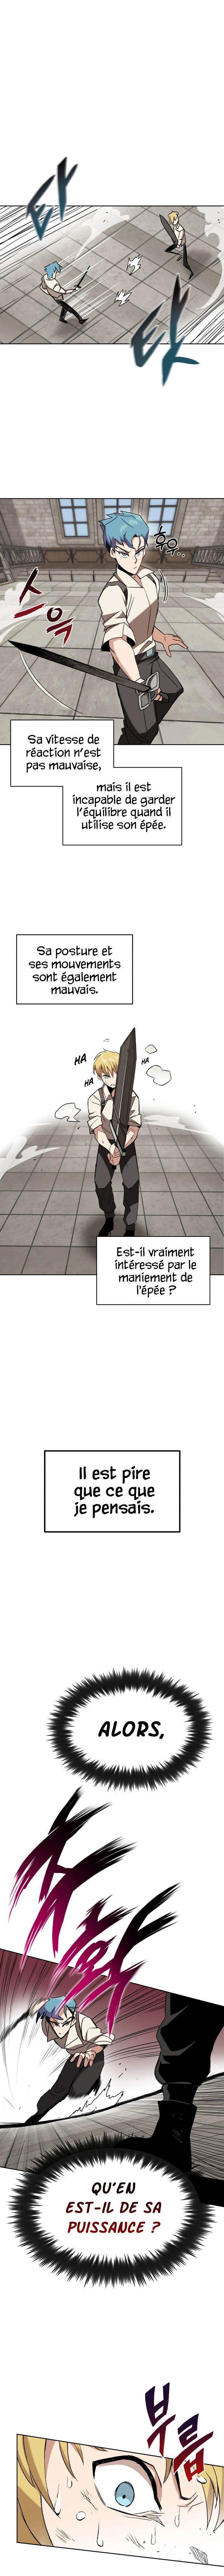 타
탓
후우..
스윽
Sa vitesse de
réaction n'est
pas mauvaise,
mais il est
incapable de garder
l'équilibre quand il
utilise son épée.
Sa posture et
ses mouvements
sont également
mauvais.
HA
HA
HA
Est-il vraiment
intéressé par le
maniement de
l'épée ?
Il est pire
que ce que
je pensais.
ALORS,
QU'EN
EST-IL DE SA
PUISSANCE ?
부릅